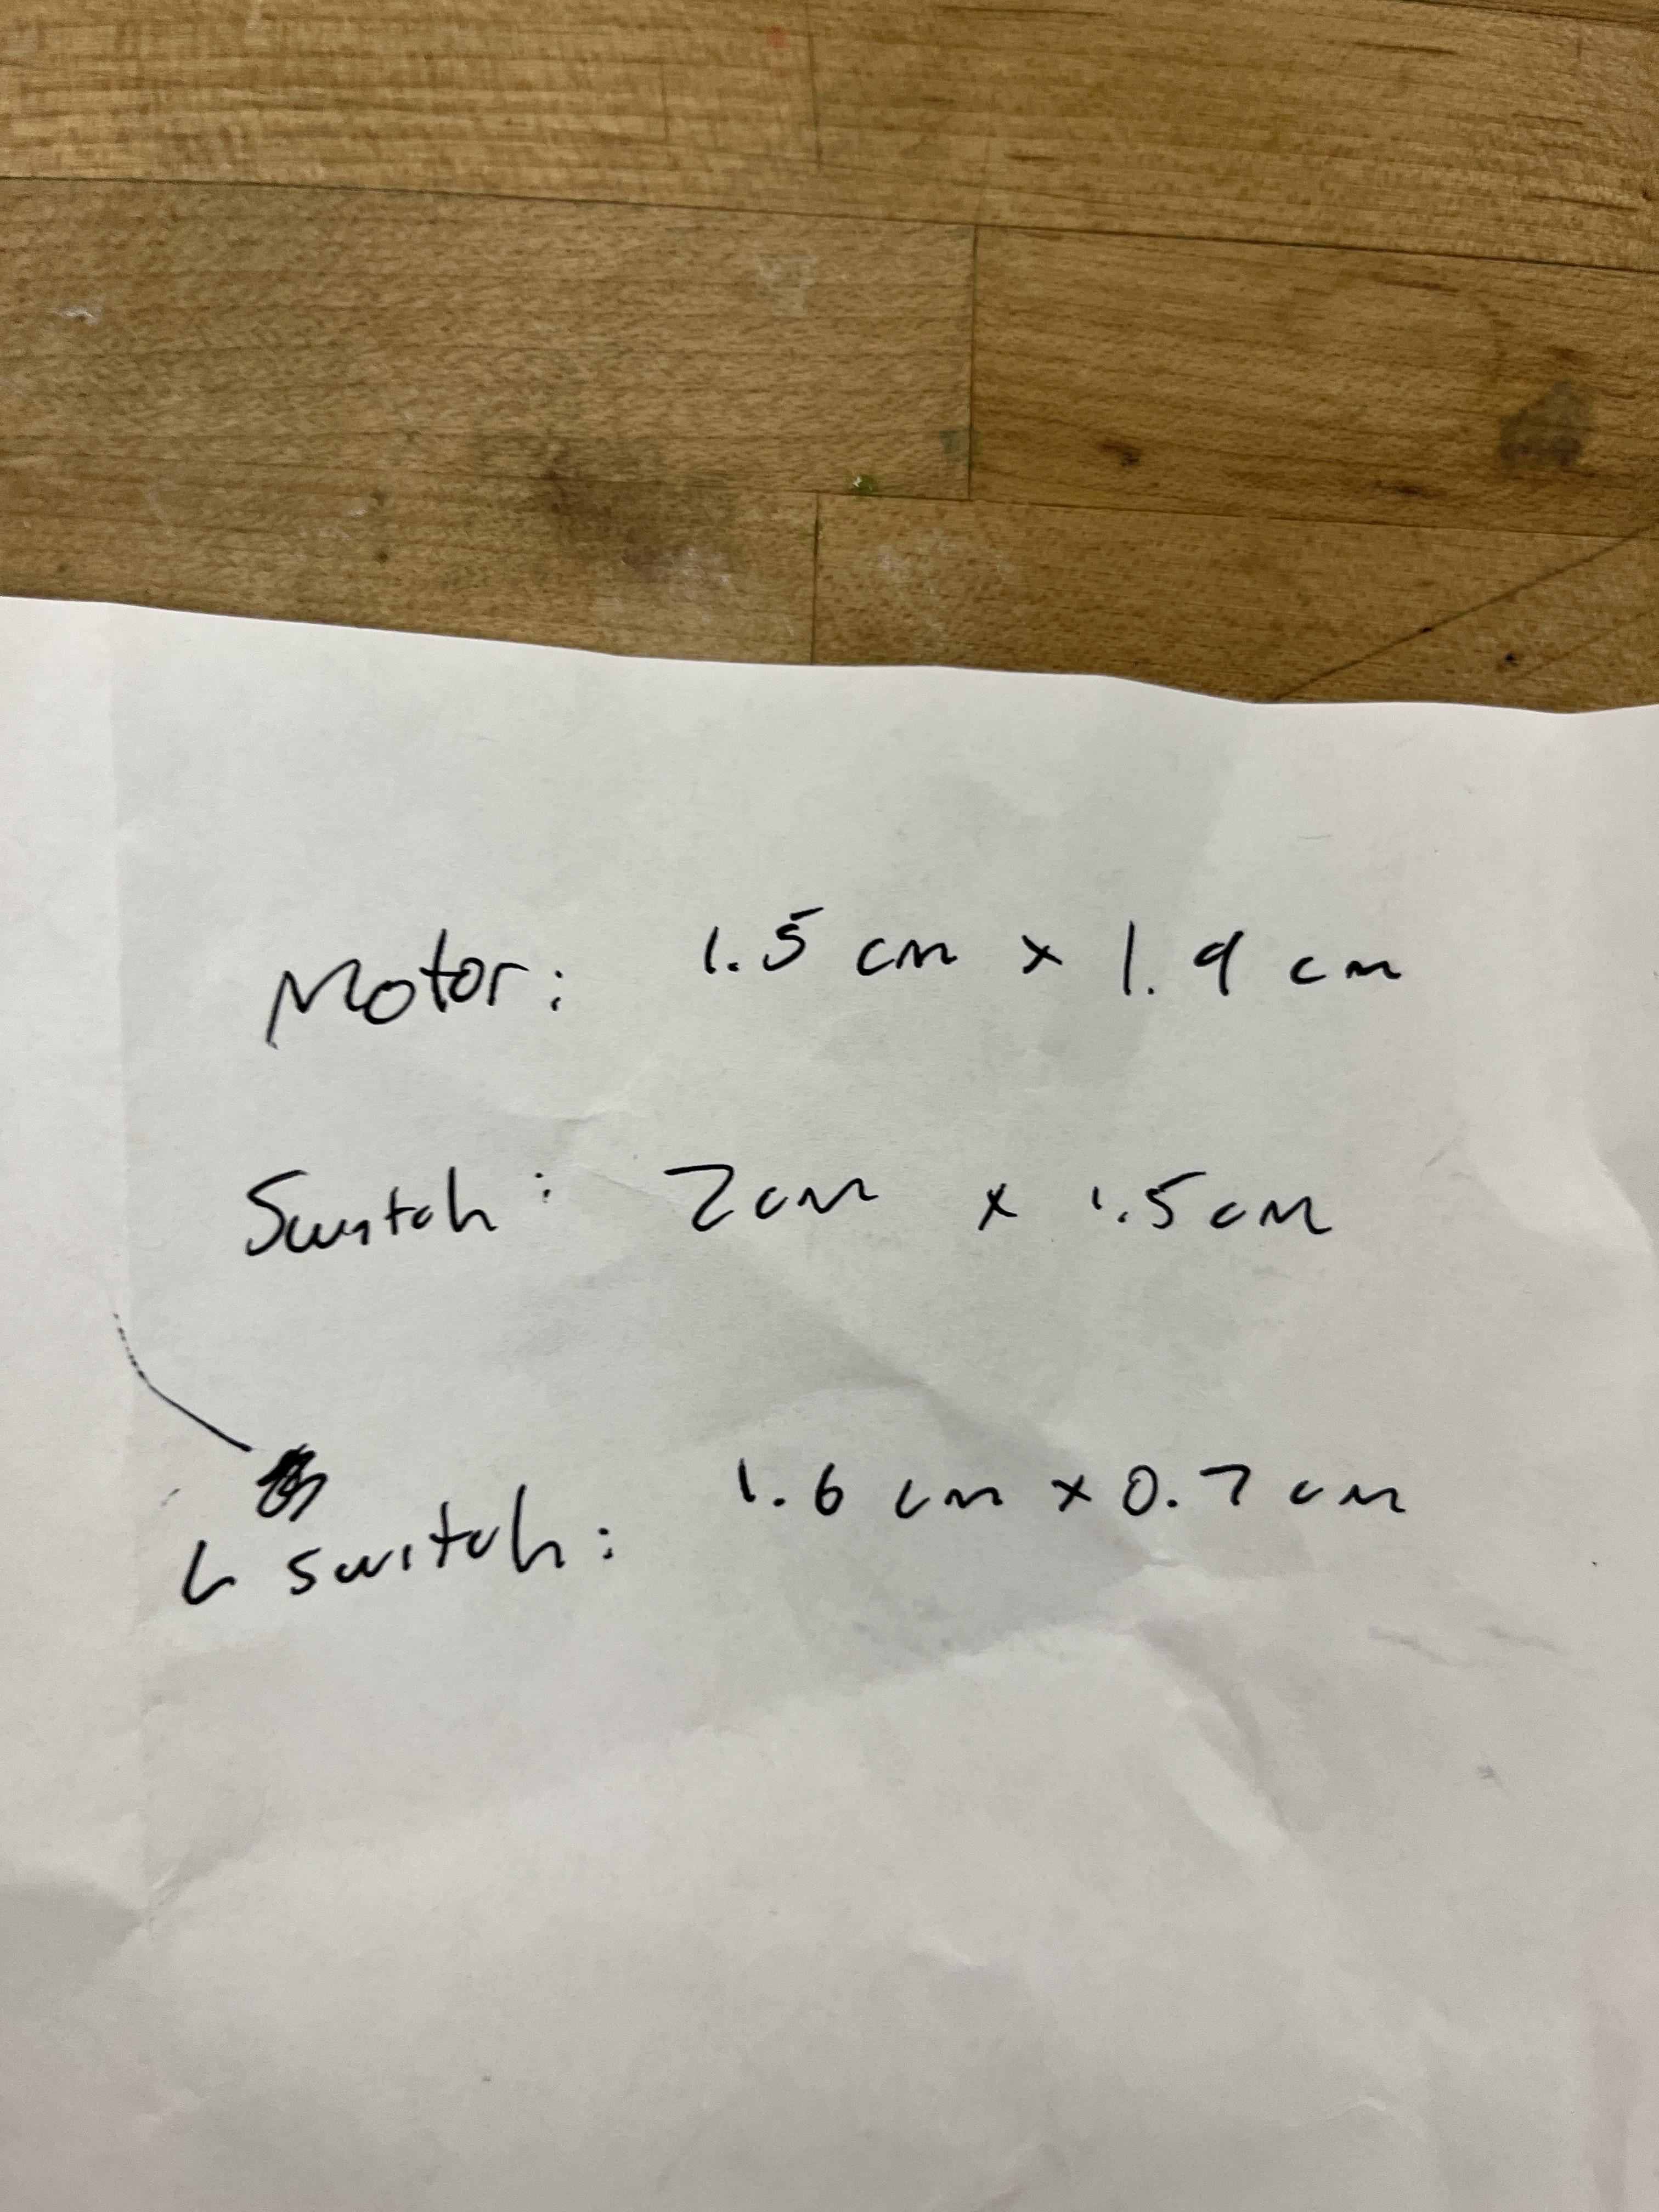 Motor: 1.5 cm x 1.9 cm
Switch: 2cm x 1.5cm
L switch: 1.6 cm x 0.7 cm